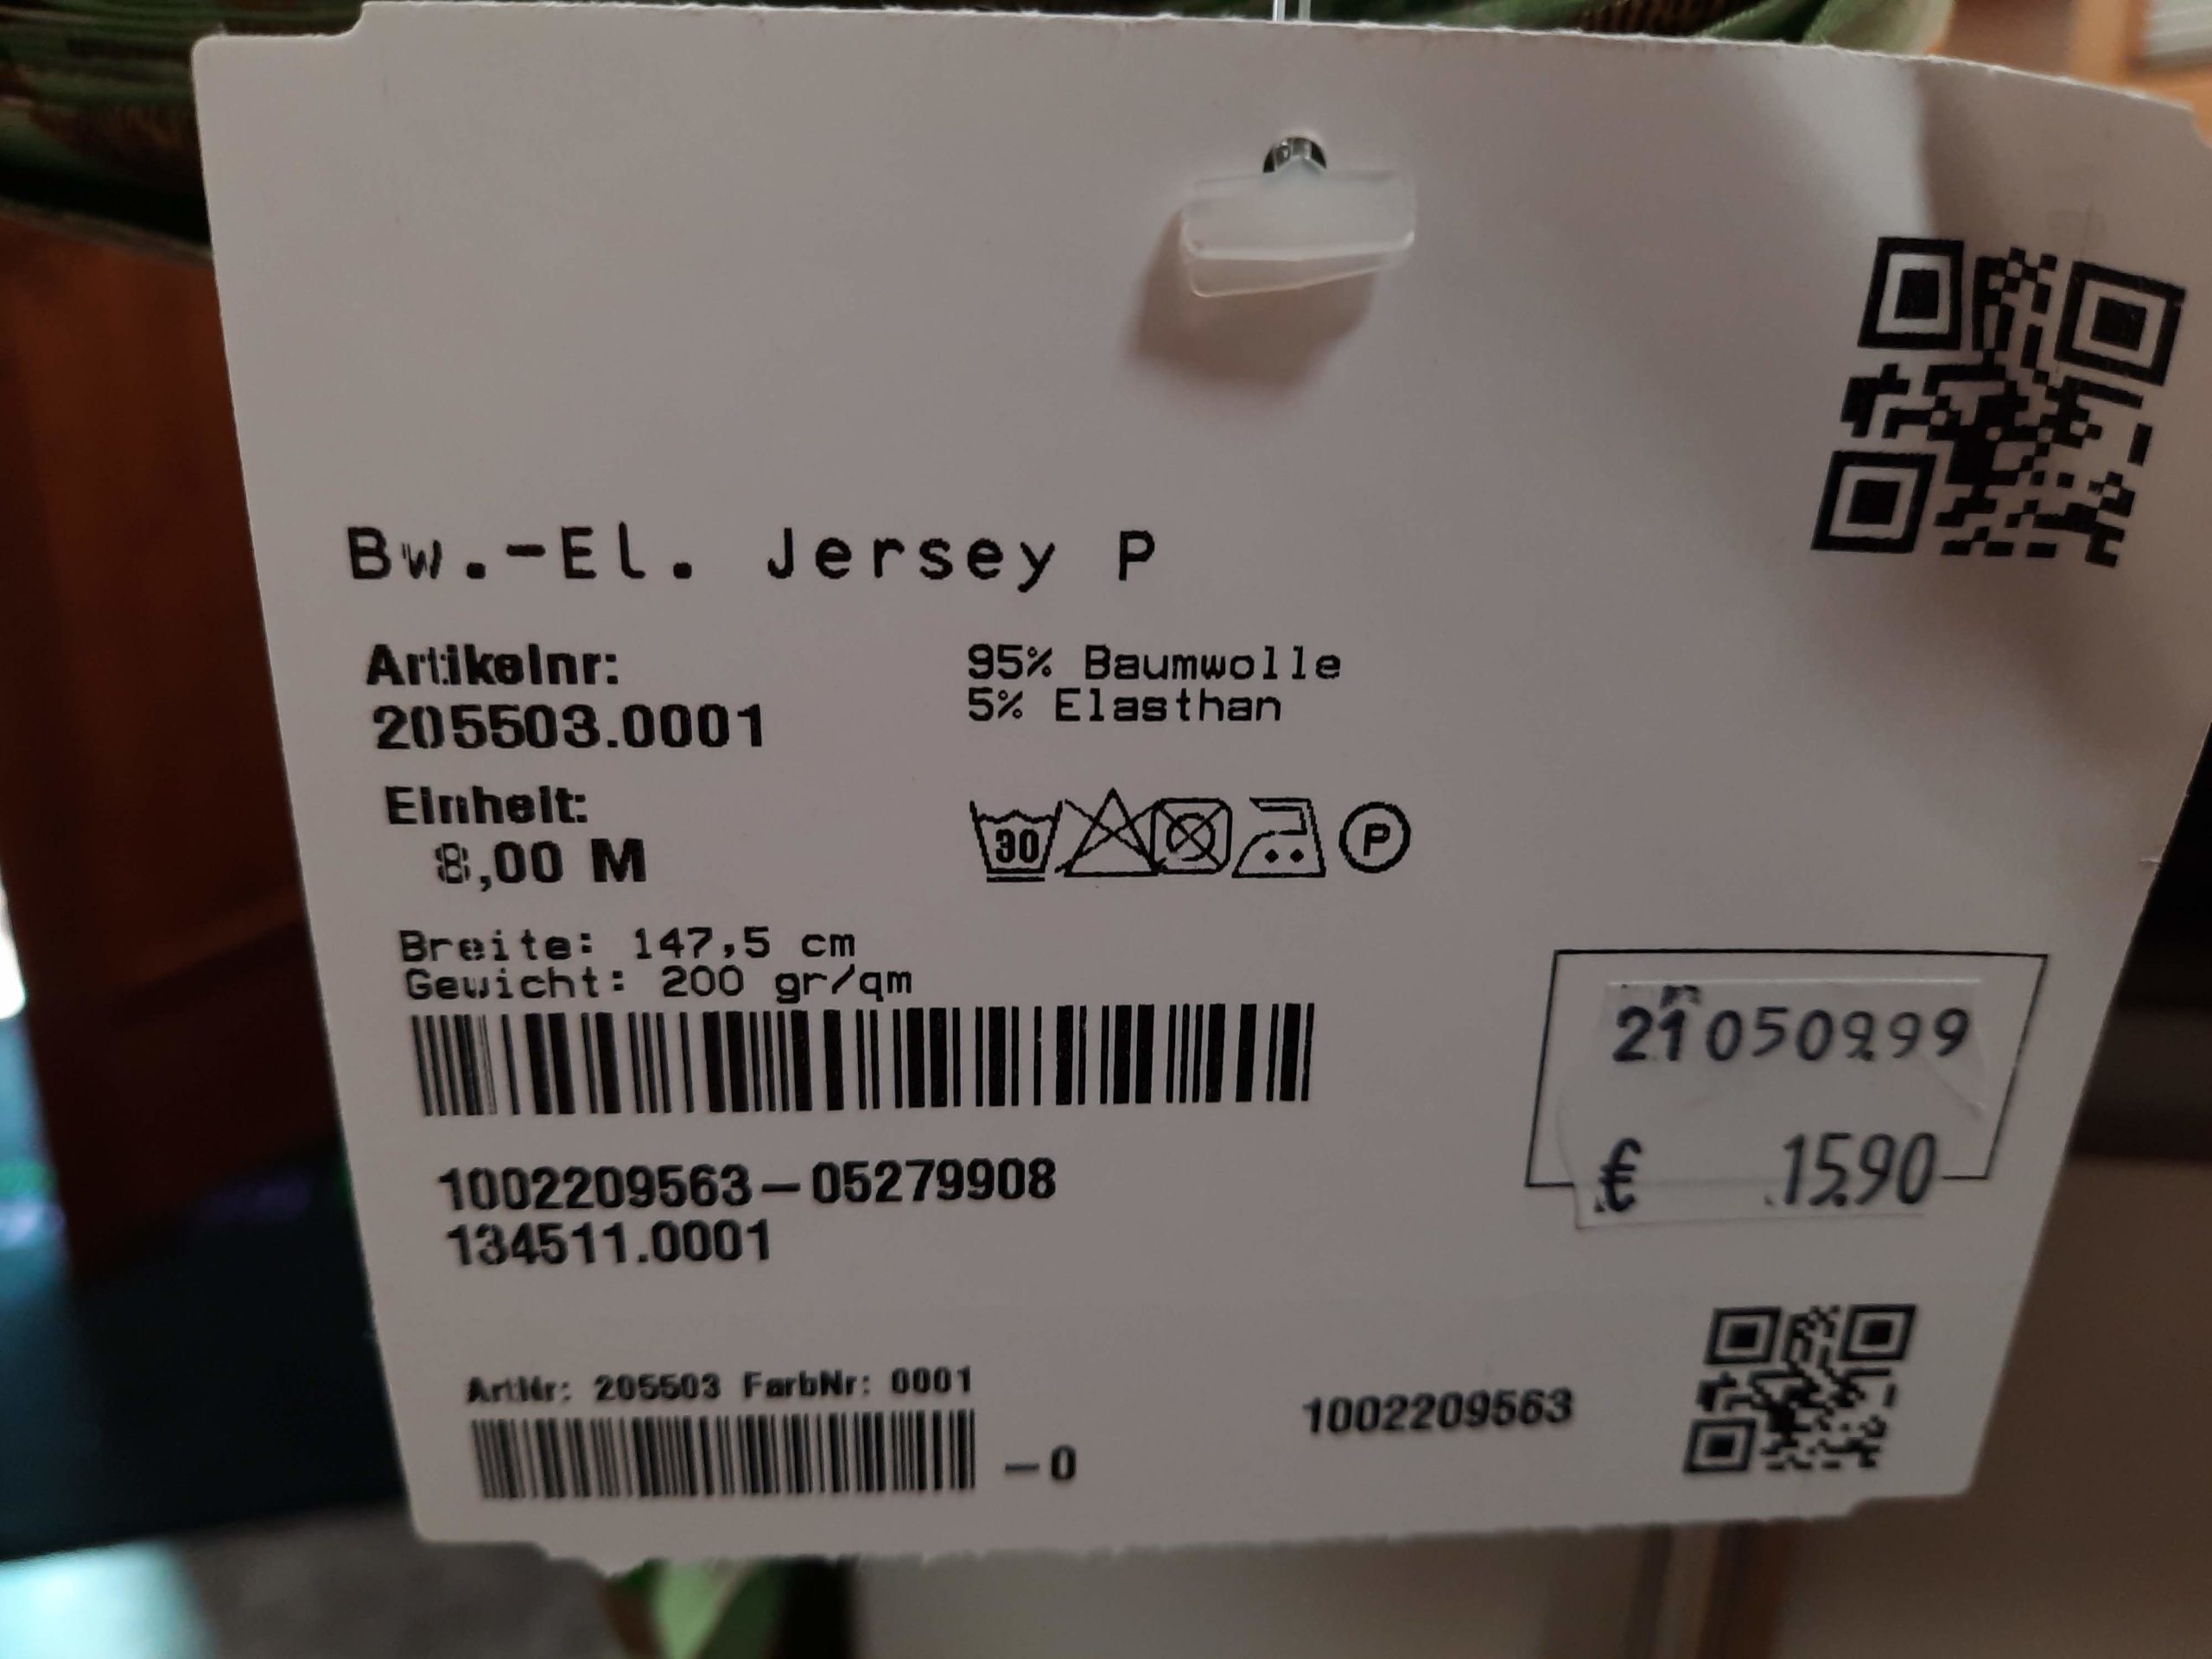 Bw.-El. Jersey P
Artikelnr:
205503.0001
95% Baumwolle
5% Elasthan
Einheit:
8,00 M
30
P
Breite: 147,5 cm
Gewicht: 200 gr/qm
21050999
€ 15.90
1002209563-05279908
134511.0001
ArtNr: 205503 FarbNr: 0001
-0
1002209563